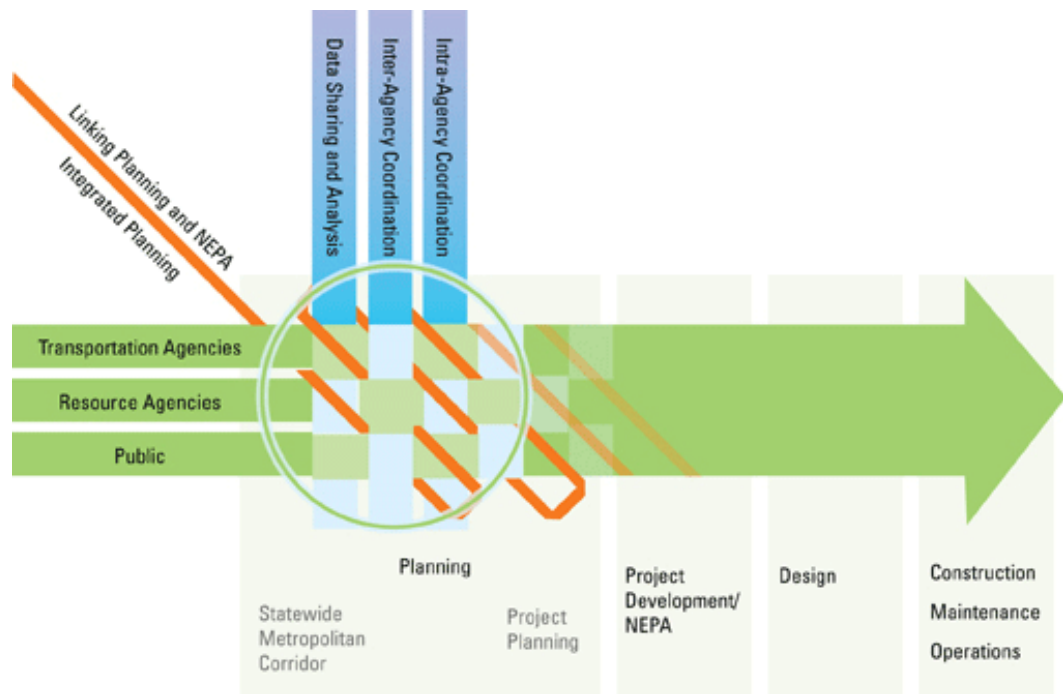 Data Sharing and Analysis
Inter-Agency Coordination
Intra-Agency Coordination
Linking Planning and NEPA
Integrated Planning
Transportation Agencies
Resource Agencies
Public
Planning
Statewide
Metropolitan
Corridor
Project
Planning
Project
Development/
NEPA
Design
Construction
Maintenance
Operations